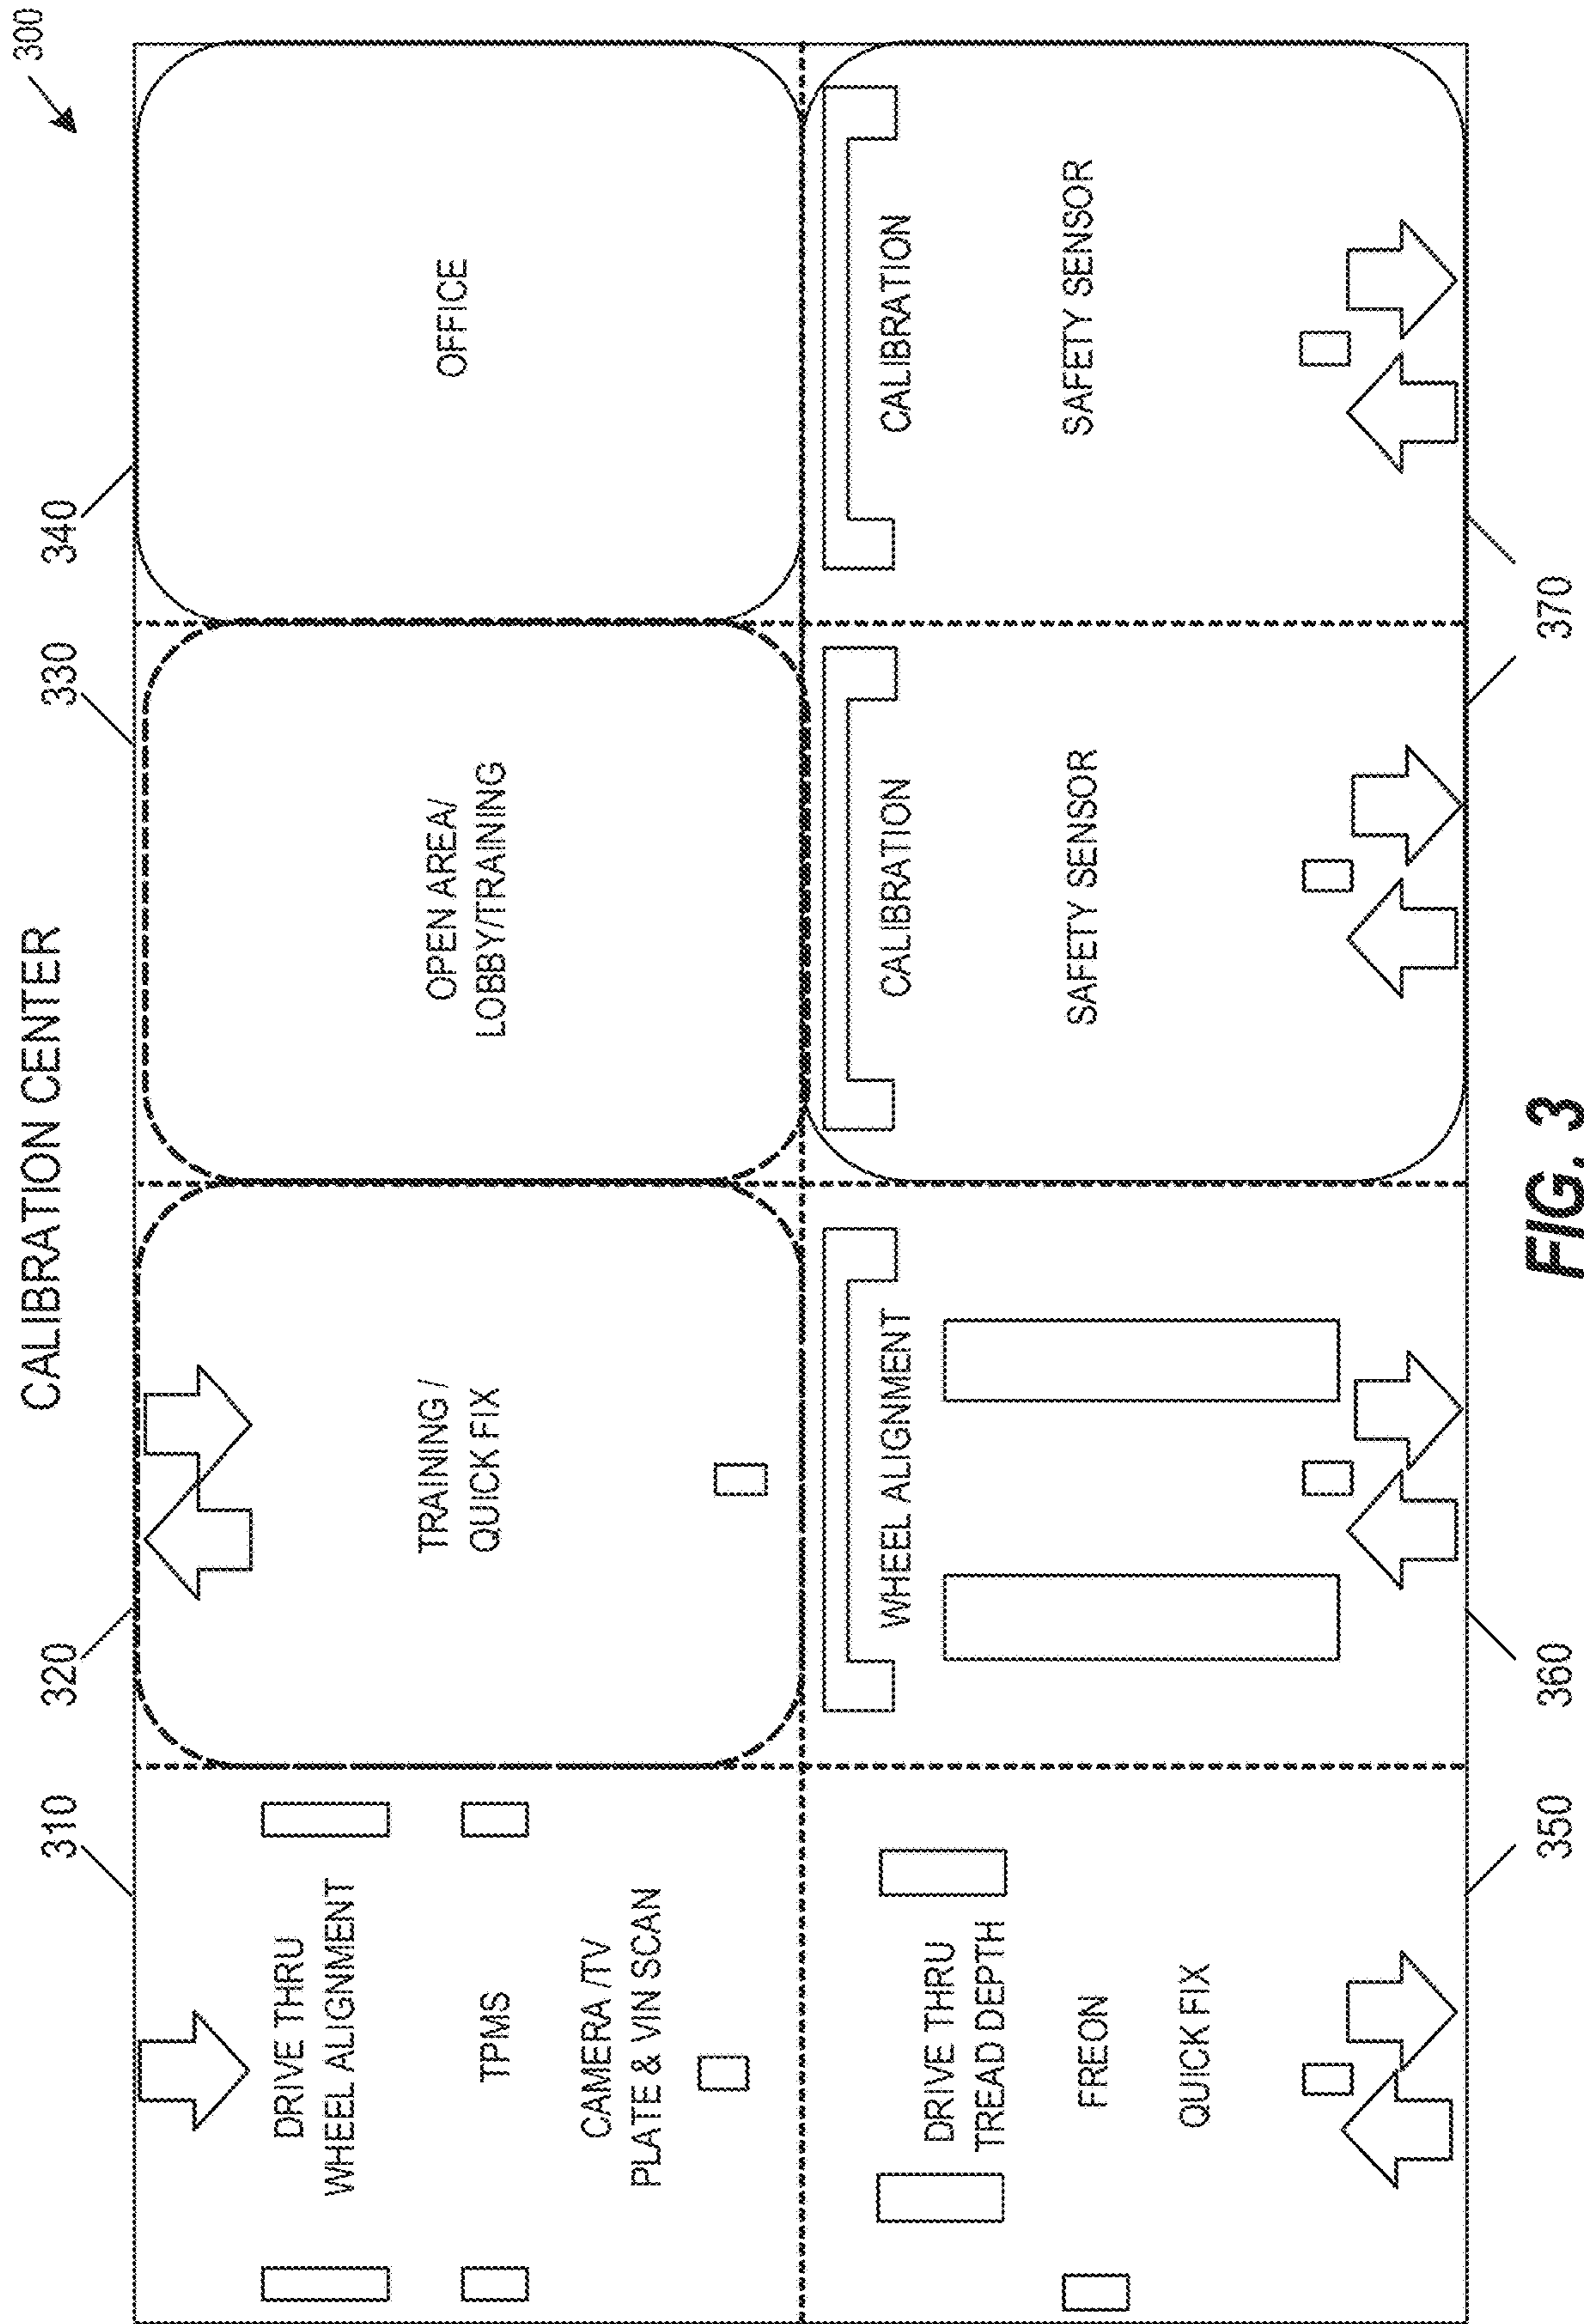 CALIBRATION CENTER
300
310
320
330
340
DRIVE THRU
WHEEL ALIGNMENT
TPMS
CAMERA /TV
PLATE & VIN SCAN
TRAINING /
QUICK FIX
OPEN AREA/
LOBBY/TRAINING
OFFICE
DRIVE THRU
TREAD DEPTH
FREON
QUICK FIX
WHEEL ALIGNMENT
CALIBRATION
SAFETY SENSOR
CALIBRATION
SAFETY SENSOR
350
360
370
FIG. 3